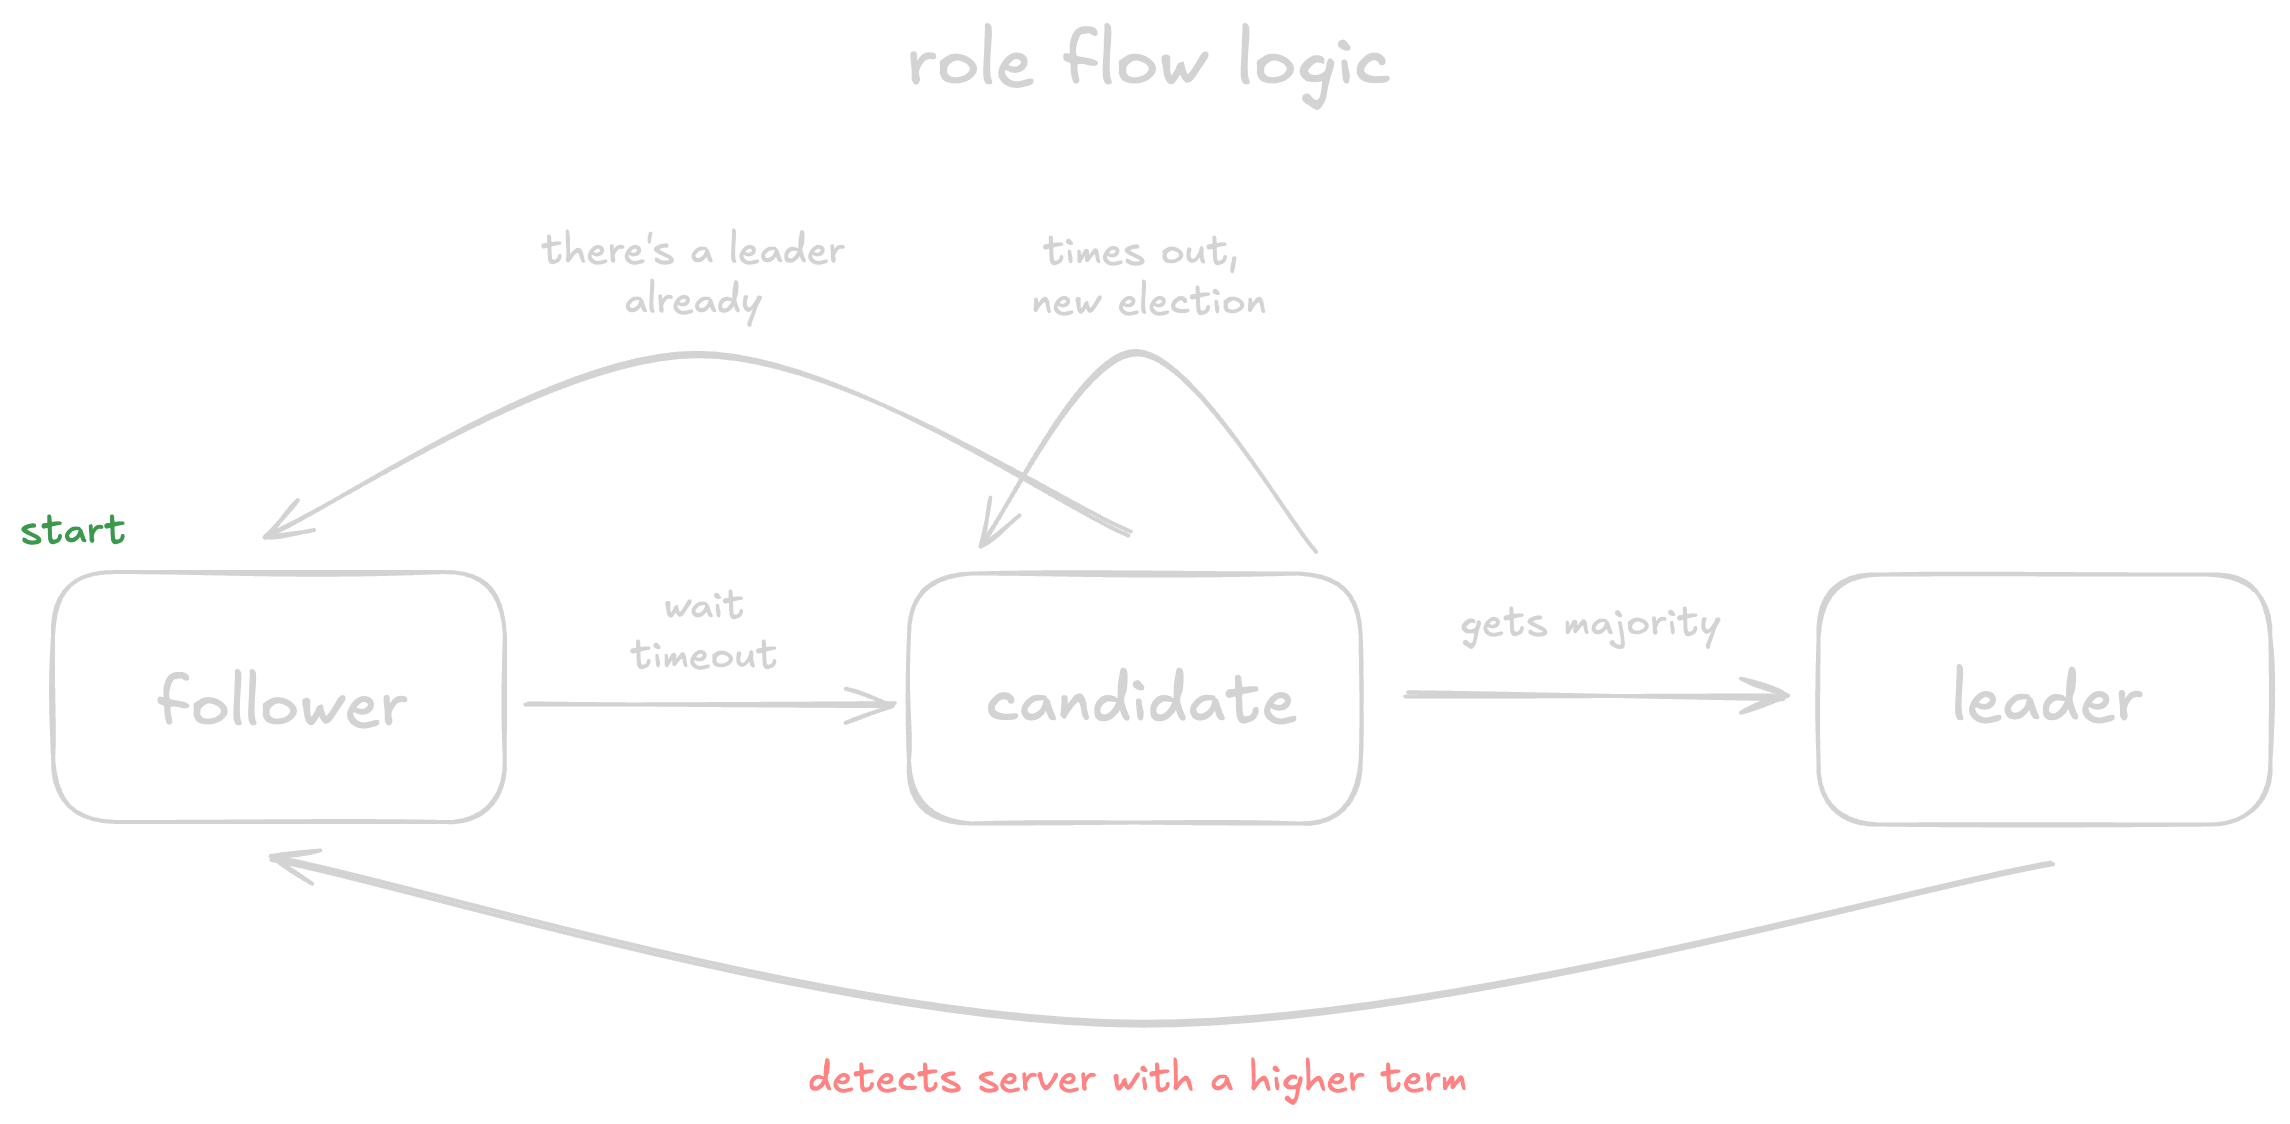 role flow logic
there's a leader
already
times out,
new election
start
wait
timeout
gets majority
follower
candidate
leader
detects server with a higher term